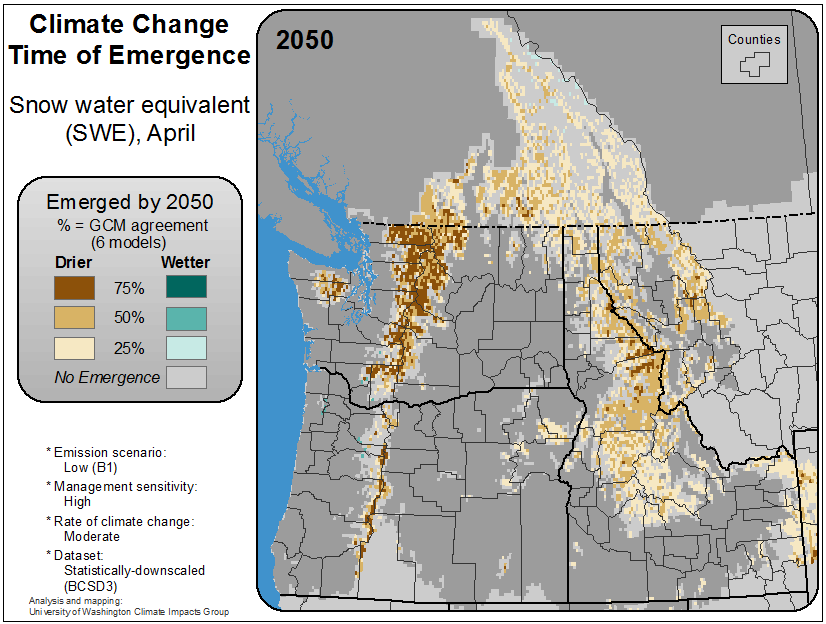 Climate Change
Time of Emergence
Snow water equivalent
(SWE), April
Emerged by 2050
% = GCM agreement
(6 models)
Drier Wetter
75%
50%
25%
No Emergence
* Emission scenario:
Low (B1)
* Management sensitivity:
High
* Rate of climate change:
Moderate
* Dataset:
Statistically-downscaled
(BCSD3)
Analysis and mapping:
University of Washington Climate Impacts Group
2050
Counties